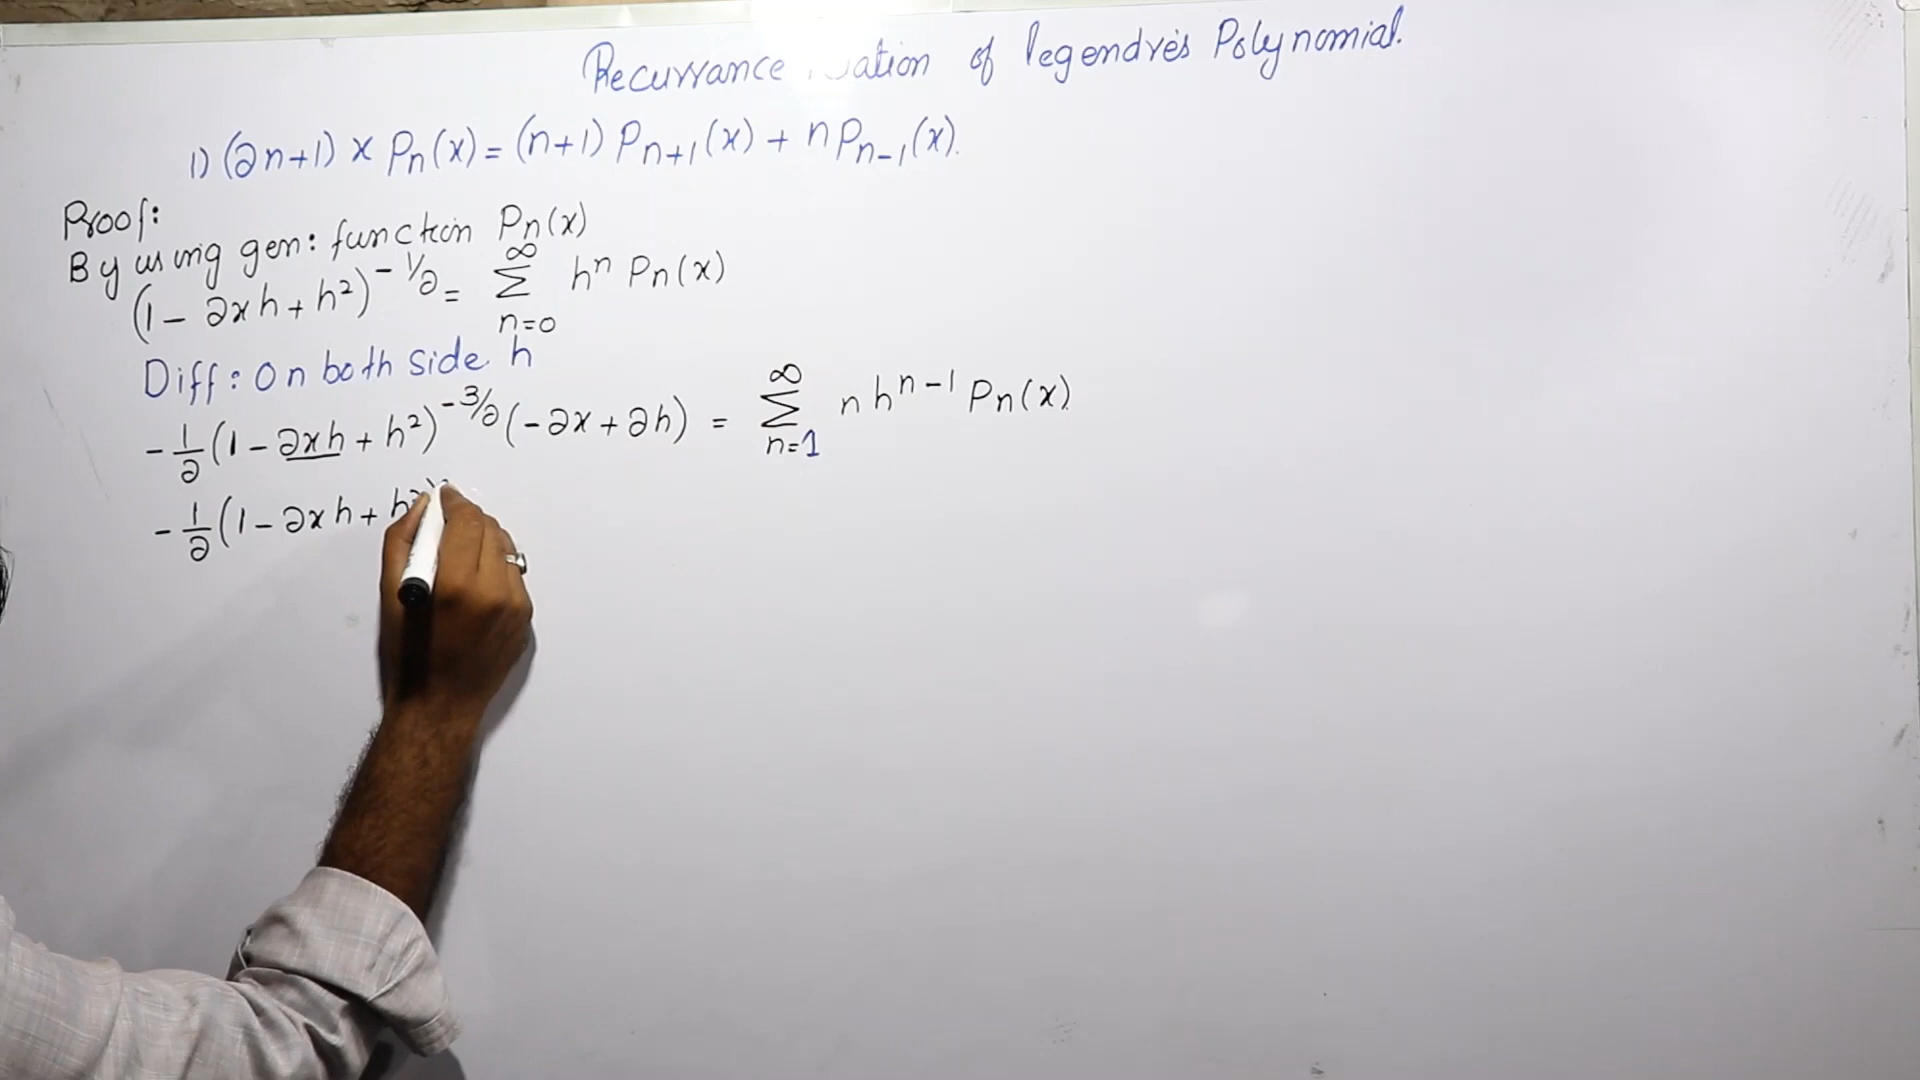 Recurrance ation of legendre's Polynomial.
1) (2n+1) x Pn(x) = (n+1) Pn+1(x) + n Pn-1(x).
Proof:
By using gen: function Pn(x)
(1 - 2xh + h²)^-1/2 = ∞ Σ n=0 hⁿ Pn(x)
Diff: On both side h
-1/2 (1 - 2xh + h²)^-3/2 (-2x + 2h) = ∞ Σ n=1 n h^n-1 Pn(x)
-1/2 (1 - 2xh + h²)